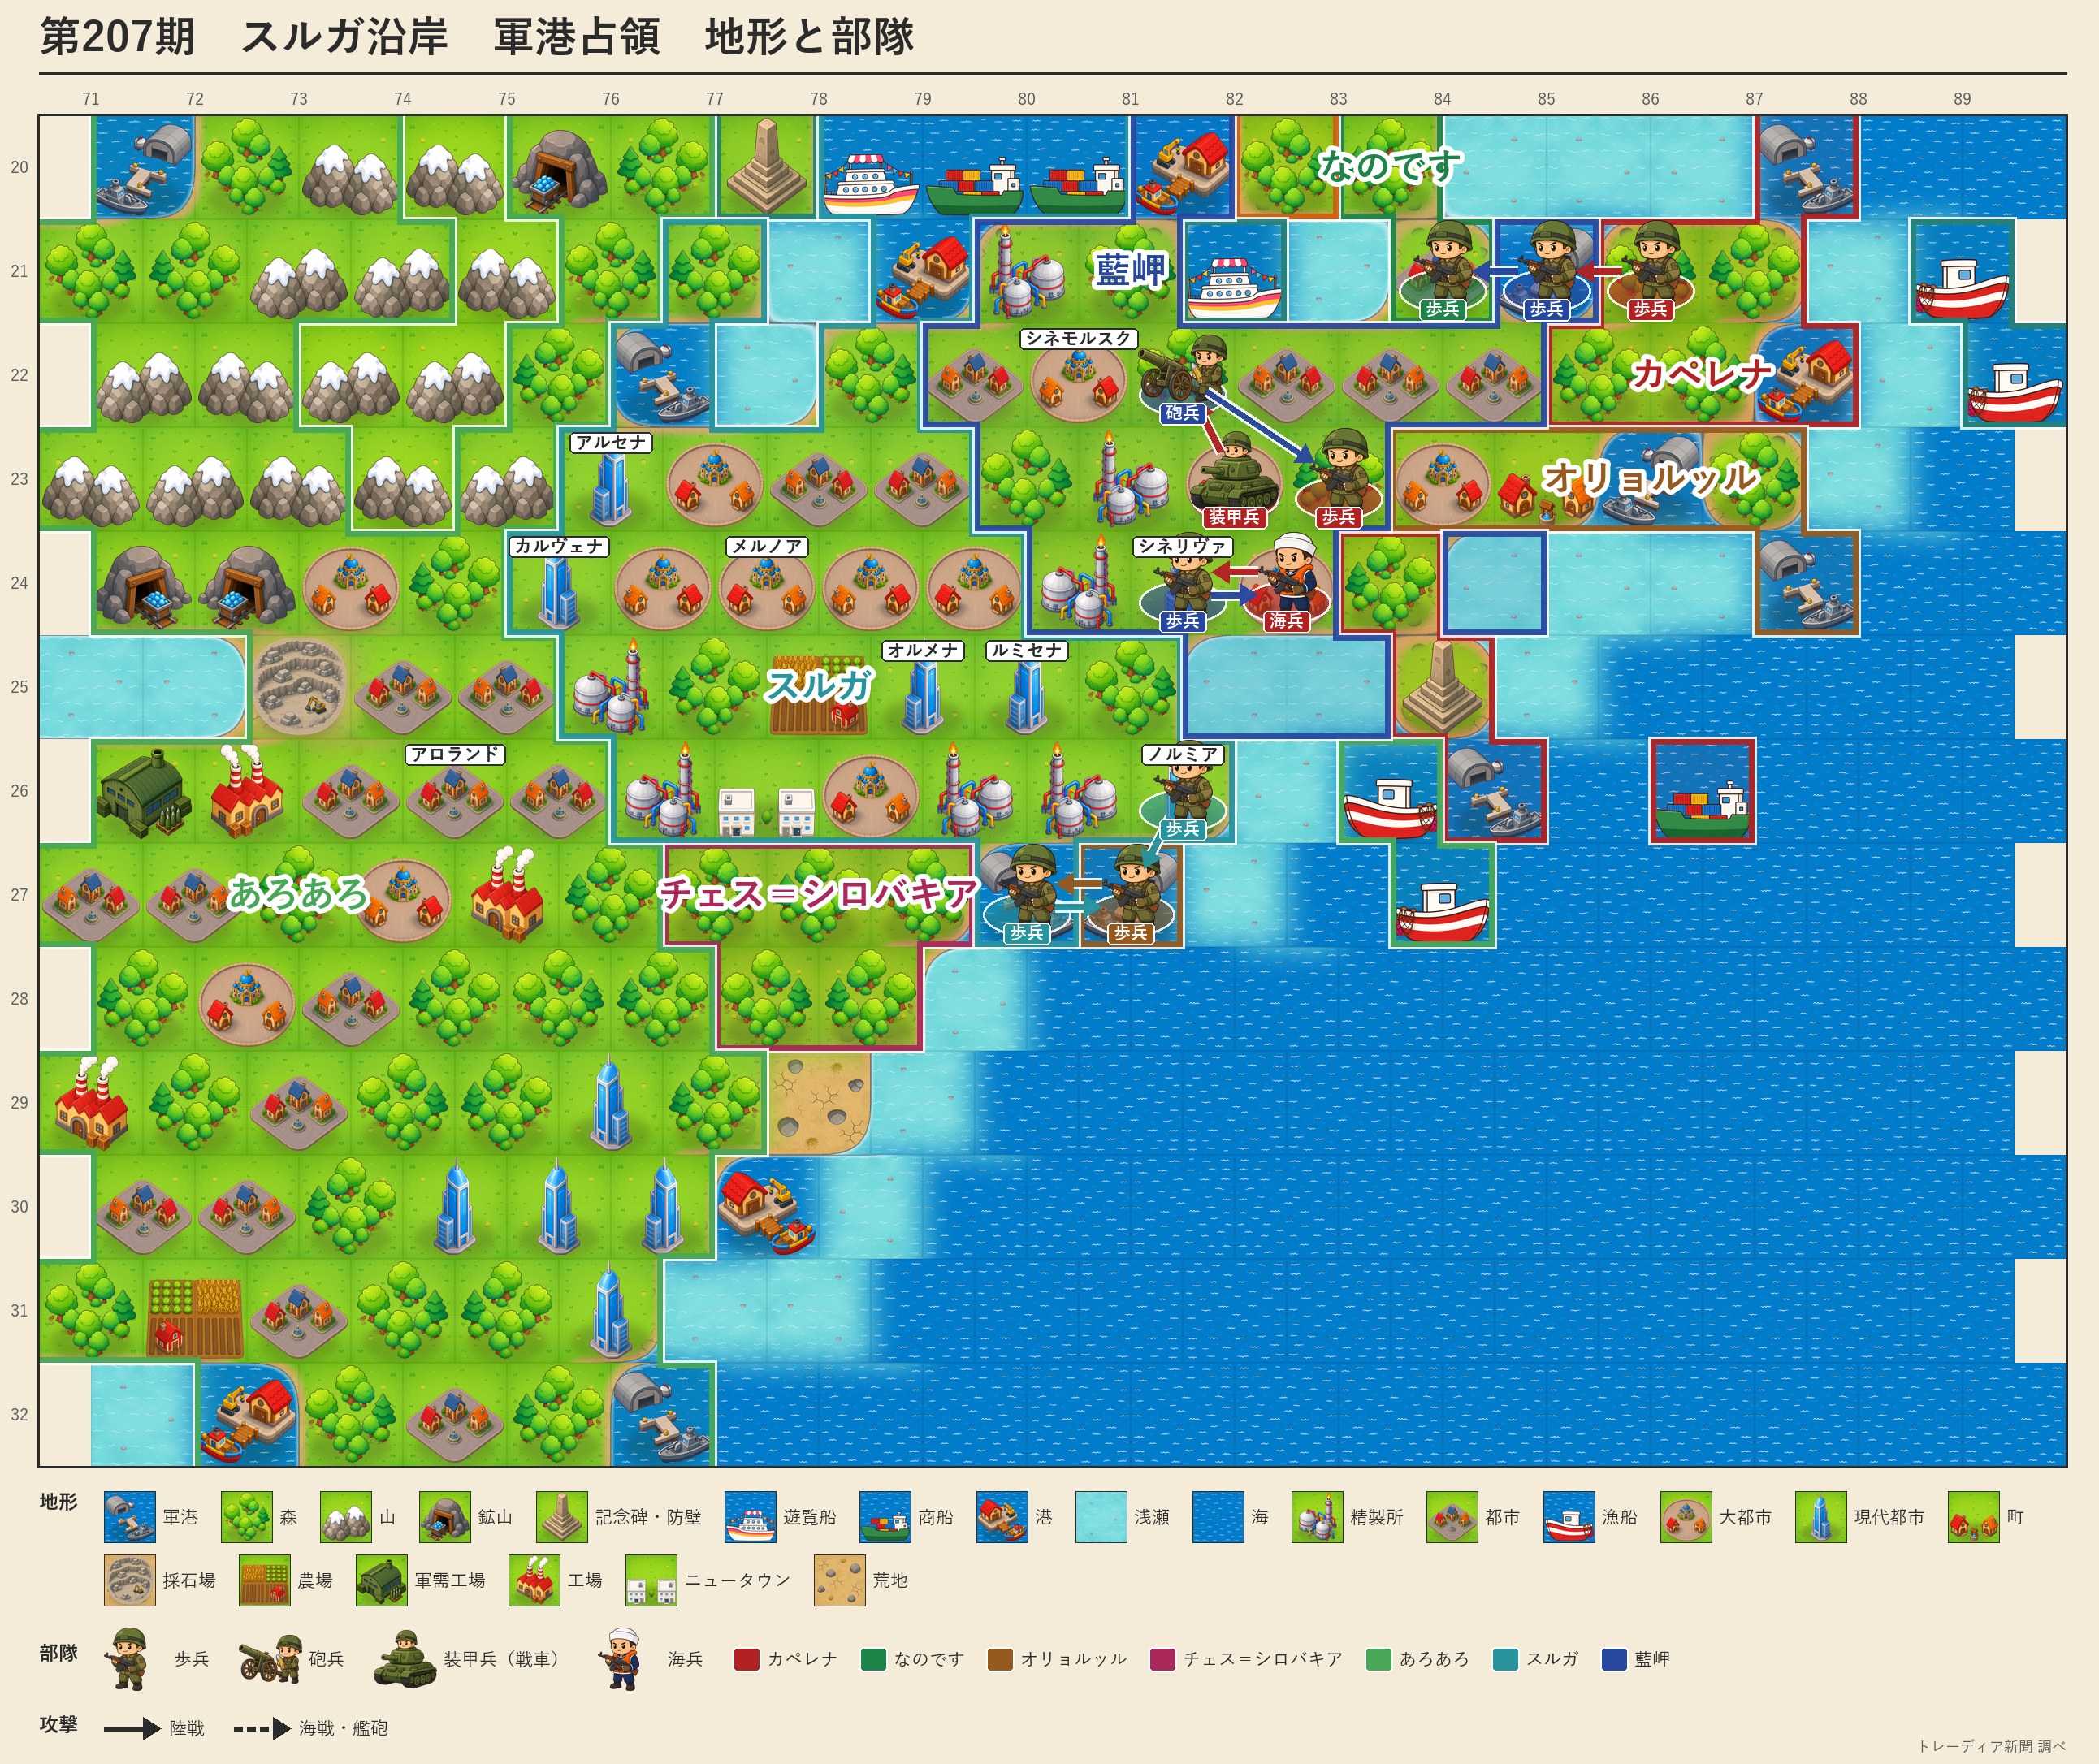 第207期　スルガ沿岸　軍港占領　地形と部隊
71 72 73 74 75 76 77 78 79 80 81 82 83 84 85 86 87 88 89
20
なのです
21
藍岬
歩兵
歩兵
歩兵
22
シネモルスク
カペレナ
砲兵
23
アルセナ
オリョルッル
装甲兵
歩兵
24
カルヴェナ
メルノア
シネリヴァ
歩兵
海兵
25
オルメナ
ルミセナ
スルガ
26
アロランド
ノルミア
歩兵
27
あろあろ
チェス＝シロバキア
歩兵
歩兵
28
29
30
31
32
地形 軍港 森 山 鉱山 記念碑・防壁 遊覧船 商船 港 浅瀬 海 精製所 都市 漁船 大都市 現代都市 町
採石場 農場 軍需工場 工場 ニュータウン 荒地
部隊 歩兵 砲兵 装甲兵（戦車） 海兵 カペレナ なのです オリョルッル チェス＝シロバキア あろあろ スルガ 藍岬
攻撃 陸戦 海戦・艦砲
トレーディア新聞 調べ